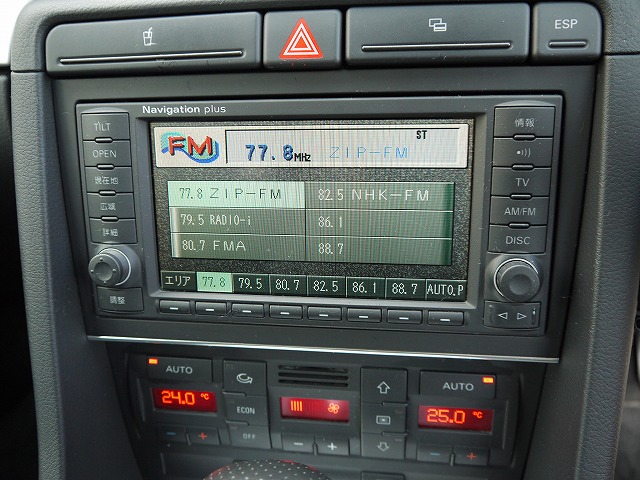 ESP
Navigation plus
TILT
OPEN
現在地
広域
詳細
調整
FM
ST
77.8MHz ZIP-FM
77.8 ZIP-FM 82.5 NHK-FM
79.5 RADIO-i 86.1
80.7 FMA 88.7
エリア 77.8 79.5 80.7 82.5 86.1 88.7 AUTO.P
情報
TV
AM/FM
DISC
AUTO
24.0 °C
ECON
OFF
AUTO
25.0 °C